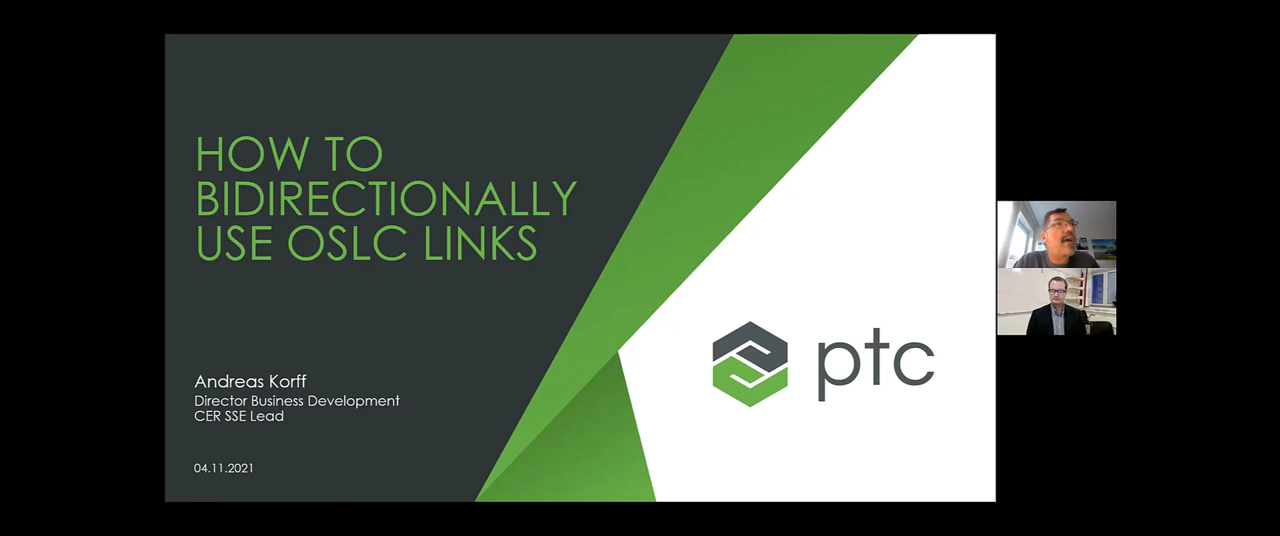 HOW TO
BIDIRECTIONALLY
USE OSLC LINKS
Andreas Korff
Director Business Development
CER SSE Lead
04.11.2021
ptc